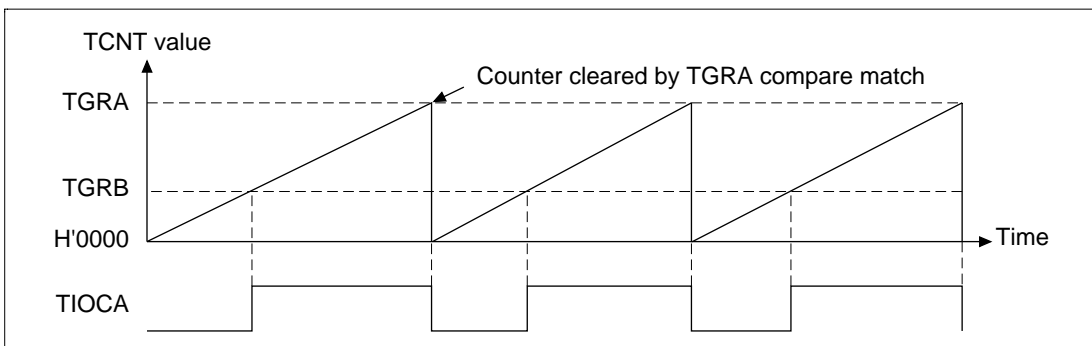 TCNT value
Counter cleared by TGRA compare match
TGRA
TGRB
H'0000
Time
TIOCA